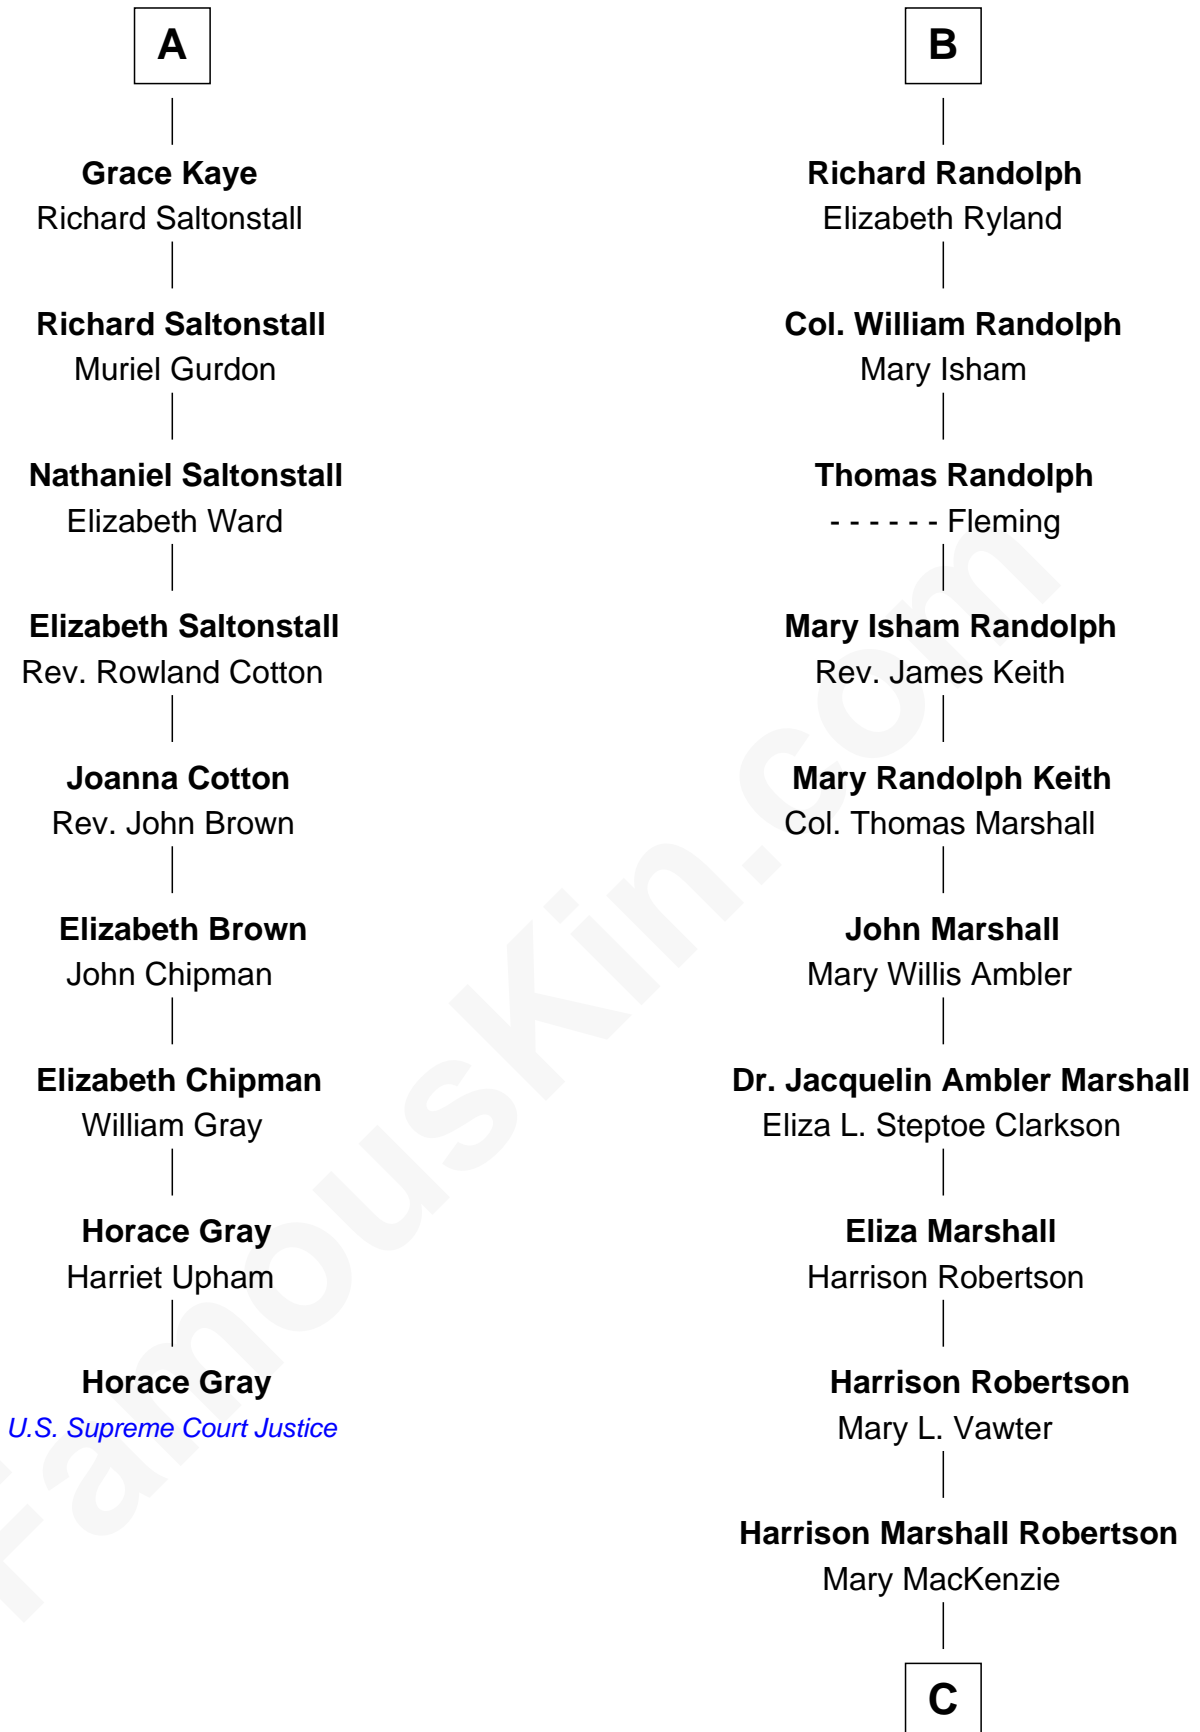 A
Grace Kaye
Richard Saltonstall
Richard Saltonstall
Muriel Gurdon
Nathaniel Saltonstall
Elizabeth Ward
Elizabeth Saltonstall
Rev. Rowland Cotton
Joanna Cotton
Rev. John Brown
Elizabeth Brown
John Chipman
Elizabeth Chipman
William Gray
Horace Gray
Harriet Upham
Horace Gray
U.S. Supreme Court Justice
B
Richard Randolph
Elizabeth Ryland
Col. William Randolph
Mary Isham
Thomas Randolph
- - - - - - Fleming
Mary Isham Randolph
Rev. James Keith
Mary Randolph Keith
Col. Thomas Marshall
John Marshall
Mary Willis Ambler
Dr. Jacquelin Ambler Marshall
Eliza L. Steptoe Clarkson
Eliza Marshall
Harrison Robertson
Harrison Robertson
Mary L. Vawter
Harrison Marshall Robertson
Mary MacKenzie
C
FamousKin.com